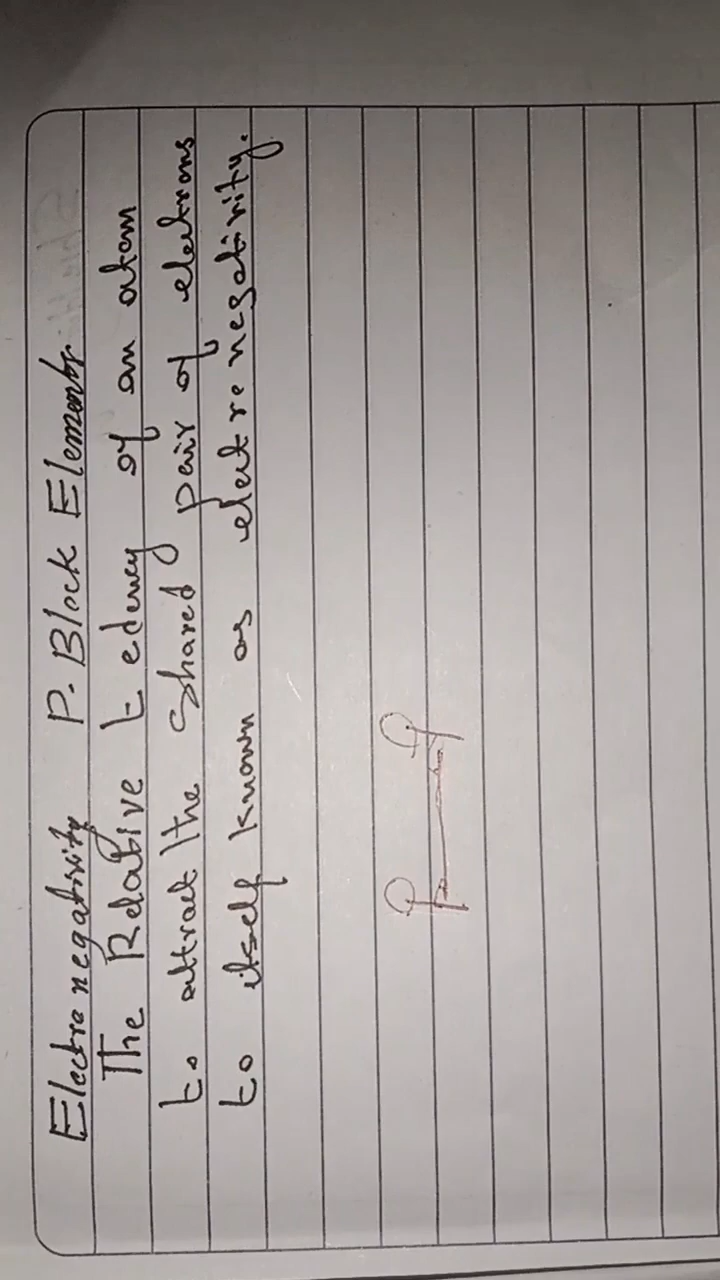 Electronegativity P. Block Elements
The Relative tedency of an atom
to attract the shared pair of electrons
to itself known as electronegativity.